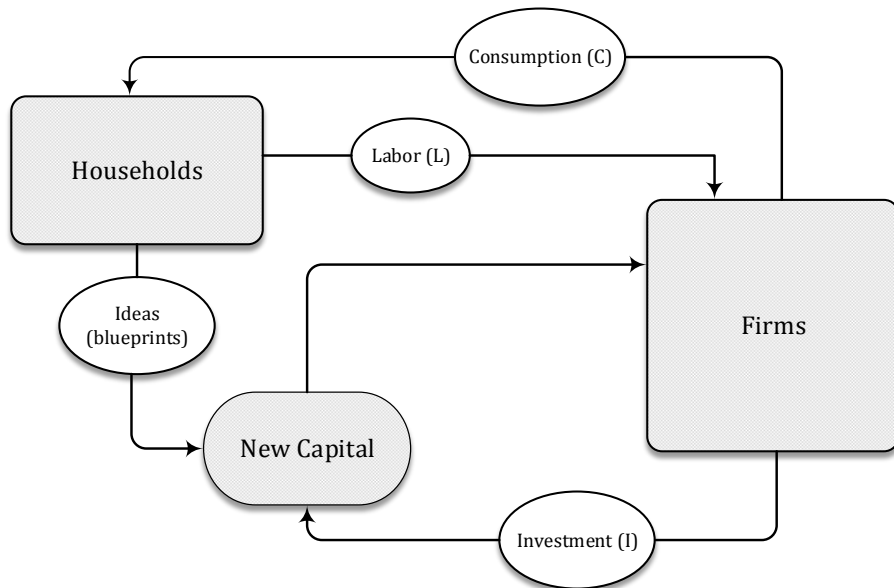 Consumption (C)
Labor (L)
Households
Ideas
(blueprints)
Firms
New Capital
Investment (I)